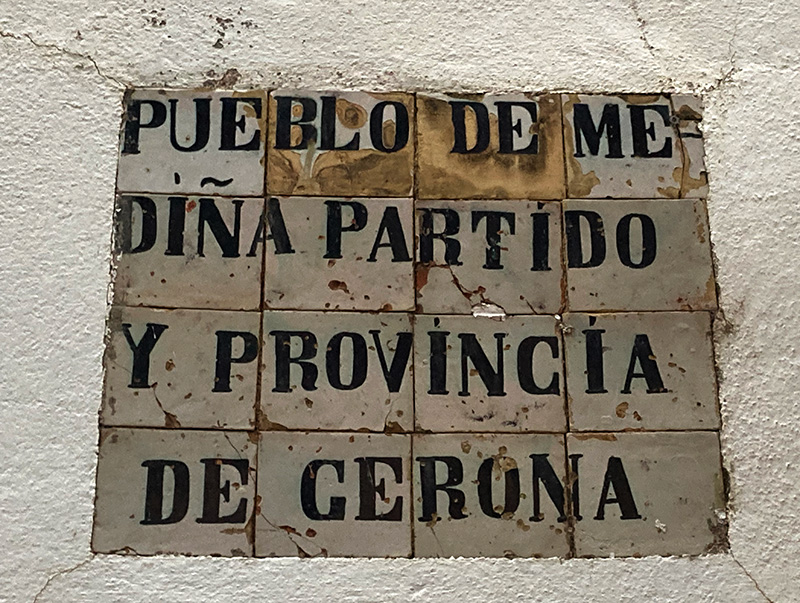 PUEBLO DE ME-
DIÑA PARTIDO
Y PROVINCIA
DE GERONA